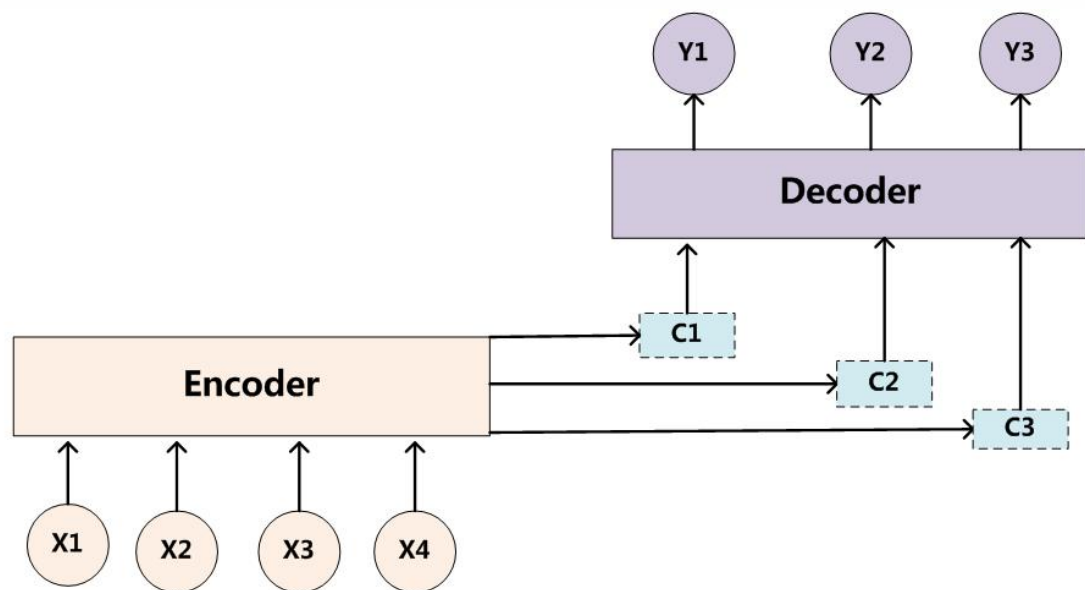 Y1 Y2 Y3
Decoder
C1
Encoder
C2
C3
X1 X2 X3 X4